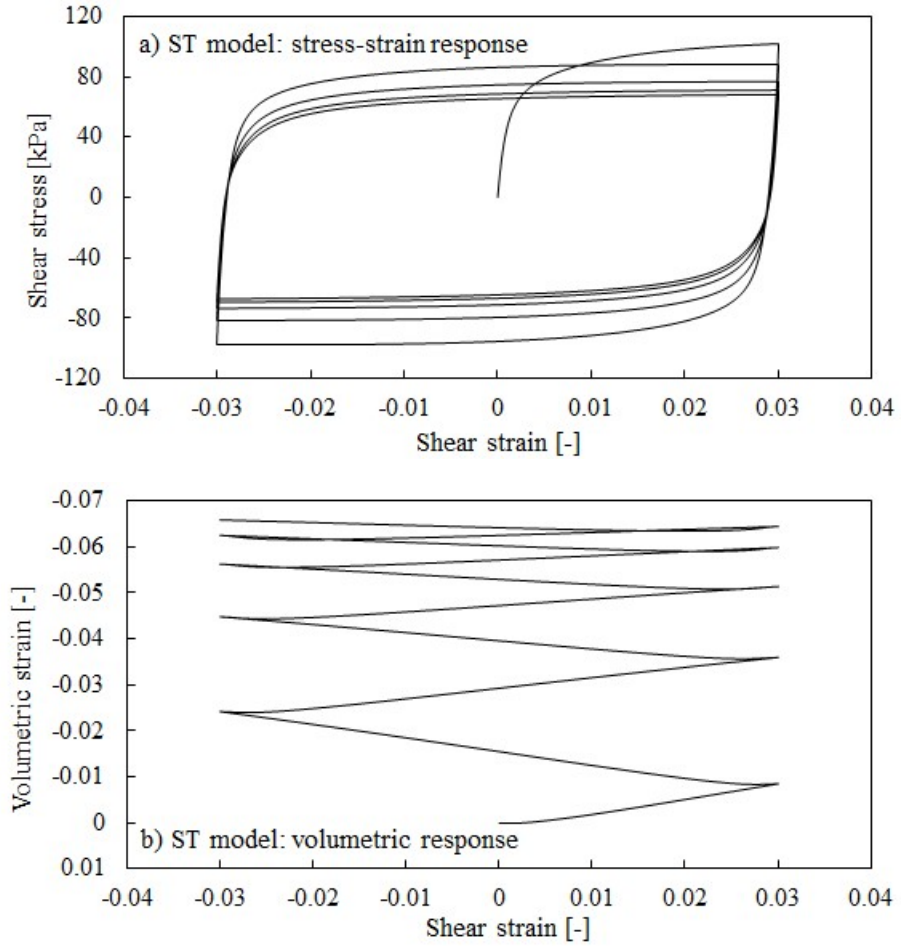 120
a) ST model: stress-strain response
80
40
0
-40
-80
-120
Shear stress [kPa]
-0.04 -0.03 -0.02 -0.01 0 0.01 0.02 0.03 0.04
Shear strain [-]
-0.07
-0.06
-0.05
-0.04
-0.03
-0.02
-0.01
0
b) ST model: volumetric response
0.01
Volumetric strain [-]
-0.04 -0.03 -0.02 -0.01 0 0.01 0.02 0.03 0.04
Shear strain [-]